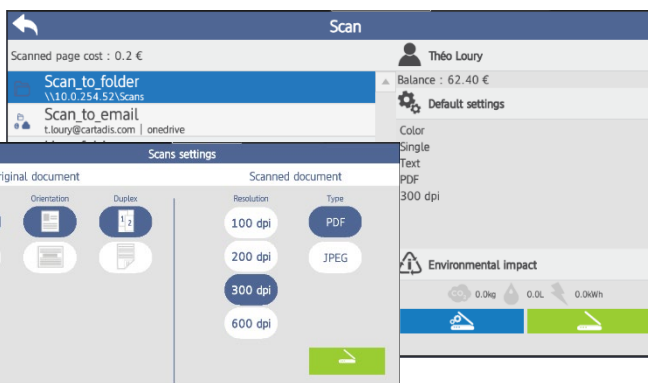 Scan
Scanned page cost : 0.2 €
Scan_to_folder
\\10.0.254.52\Scans
Scan_to_email
t.loury@cartadis.com | onedrive
Théo Loury
Balance : 62.40 €
Default settings
Color
Single
Text
PDF
300 dpi
Environmental impact
CO₂ 0.0kg 0.0L 0.0kWh
Scans settings
riginal document
Scanned document
Orientation Duplex Resolution Type
1 2
100 dpi PDF
200 dpi JPEG
300 dpi
600 dpi